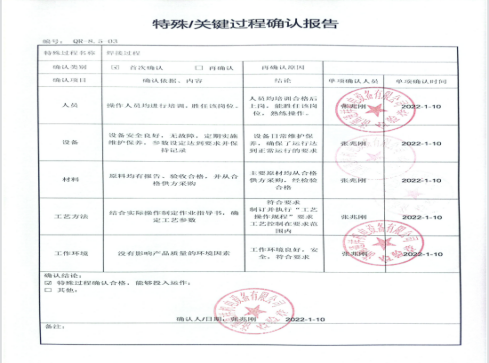 特殊/关键过程确认报告
编号: QR-8.5-03
特殊过程名称 焊接过程
确认类别 ☑ 首次确认 □ 再确认 再确认原因
确认项目 确认依据、内容 结论 单项确认人员 单项确认时间
人员 操作人员均进行培训,胜任该岗位。 人员均培训合格后上岗,能胜任该岗位,熟练操作。 张兆刚 2022-1-10
设备 设备安全良好,无故障,定期实施维护保养,参数设定达到要求并保持记录 设备日常维护保养,确保了运行达到正常运行的要求 张兆刚 2022-1-10
材料 原料均有报告、验收合格,并从合格供方采购 主要原材均从合格供方采购,经检验合格 张兆刚 2022-1-10
工艺方法 结合实际操作制定作业指导书,确定工艺参数 符合要求 制订并执行“工艺操作规程”要求 工艺控制在要求范围内 张兆刚 2022-1-10
工作环境 没有影响产品质量的环境因素 工作环境良好,安全,符合要求 张兆刚 2022-1-10
确认结论:
☑ 特殊过程确认合格,能够投入运作;
□ 其他:
确认人/日期:张兆刚 2022-1-10
备注: